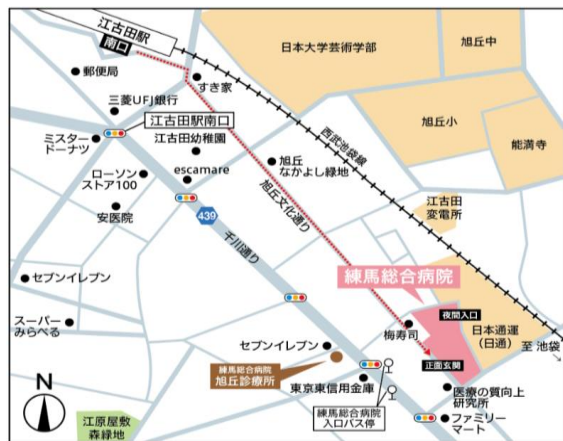 江古田駅
南口
郵便局
すき家
日本大学芸術学部
旭丘中
三菱UFJ銀行
江古田駅南口
ミスター
ドーナツ
江古田幼稚園
西武池袋線
旭丘小
能満寺
ローソン
ストア100
escamare
旭丘
なかよし緑地
安医院
439
千川通り
旭丘文化通り
江古田
変電所
セブンイレブン
練馬総合病院
夜間入口
スーパー
みらべる
梅寿司
日本通運
(日通)
至 池袋
セブンイレブン
正面玄関
練馬総合病院
旭丘診療所
東京東信用金庫
医療の質向上
研究所
N
江原屋敷
森緑地
練馬総合病院
入口バス停
ファミリー
マート